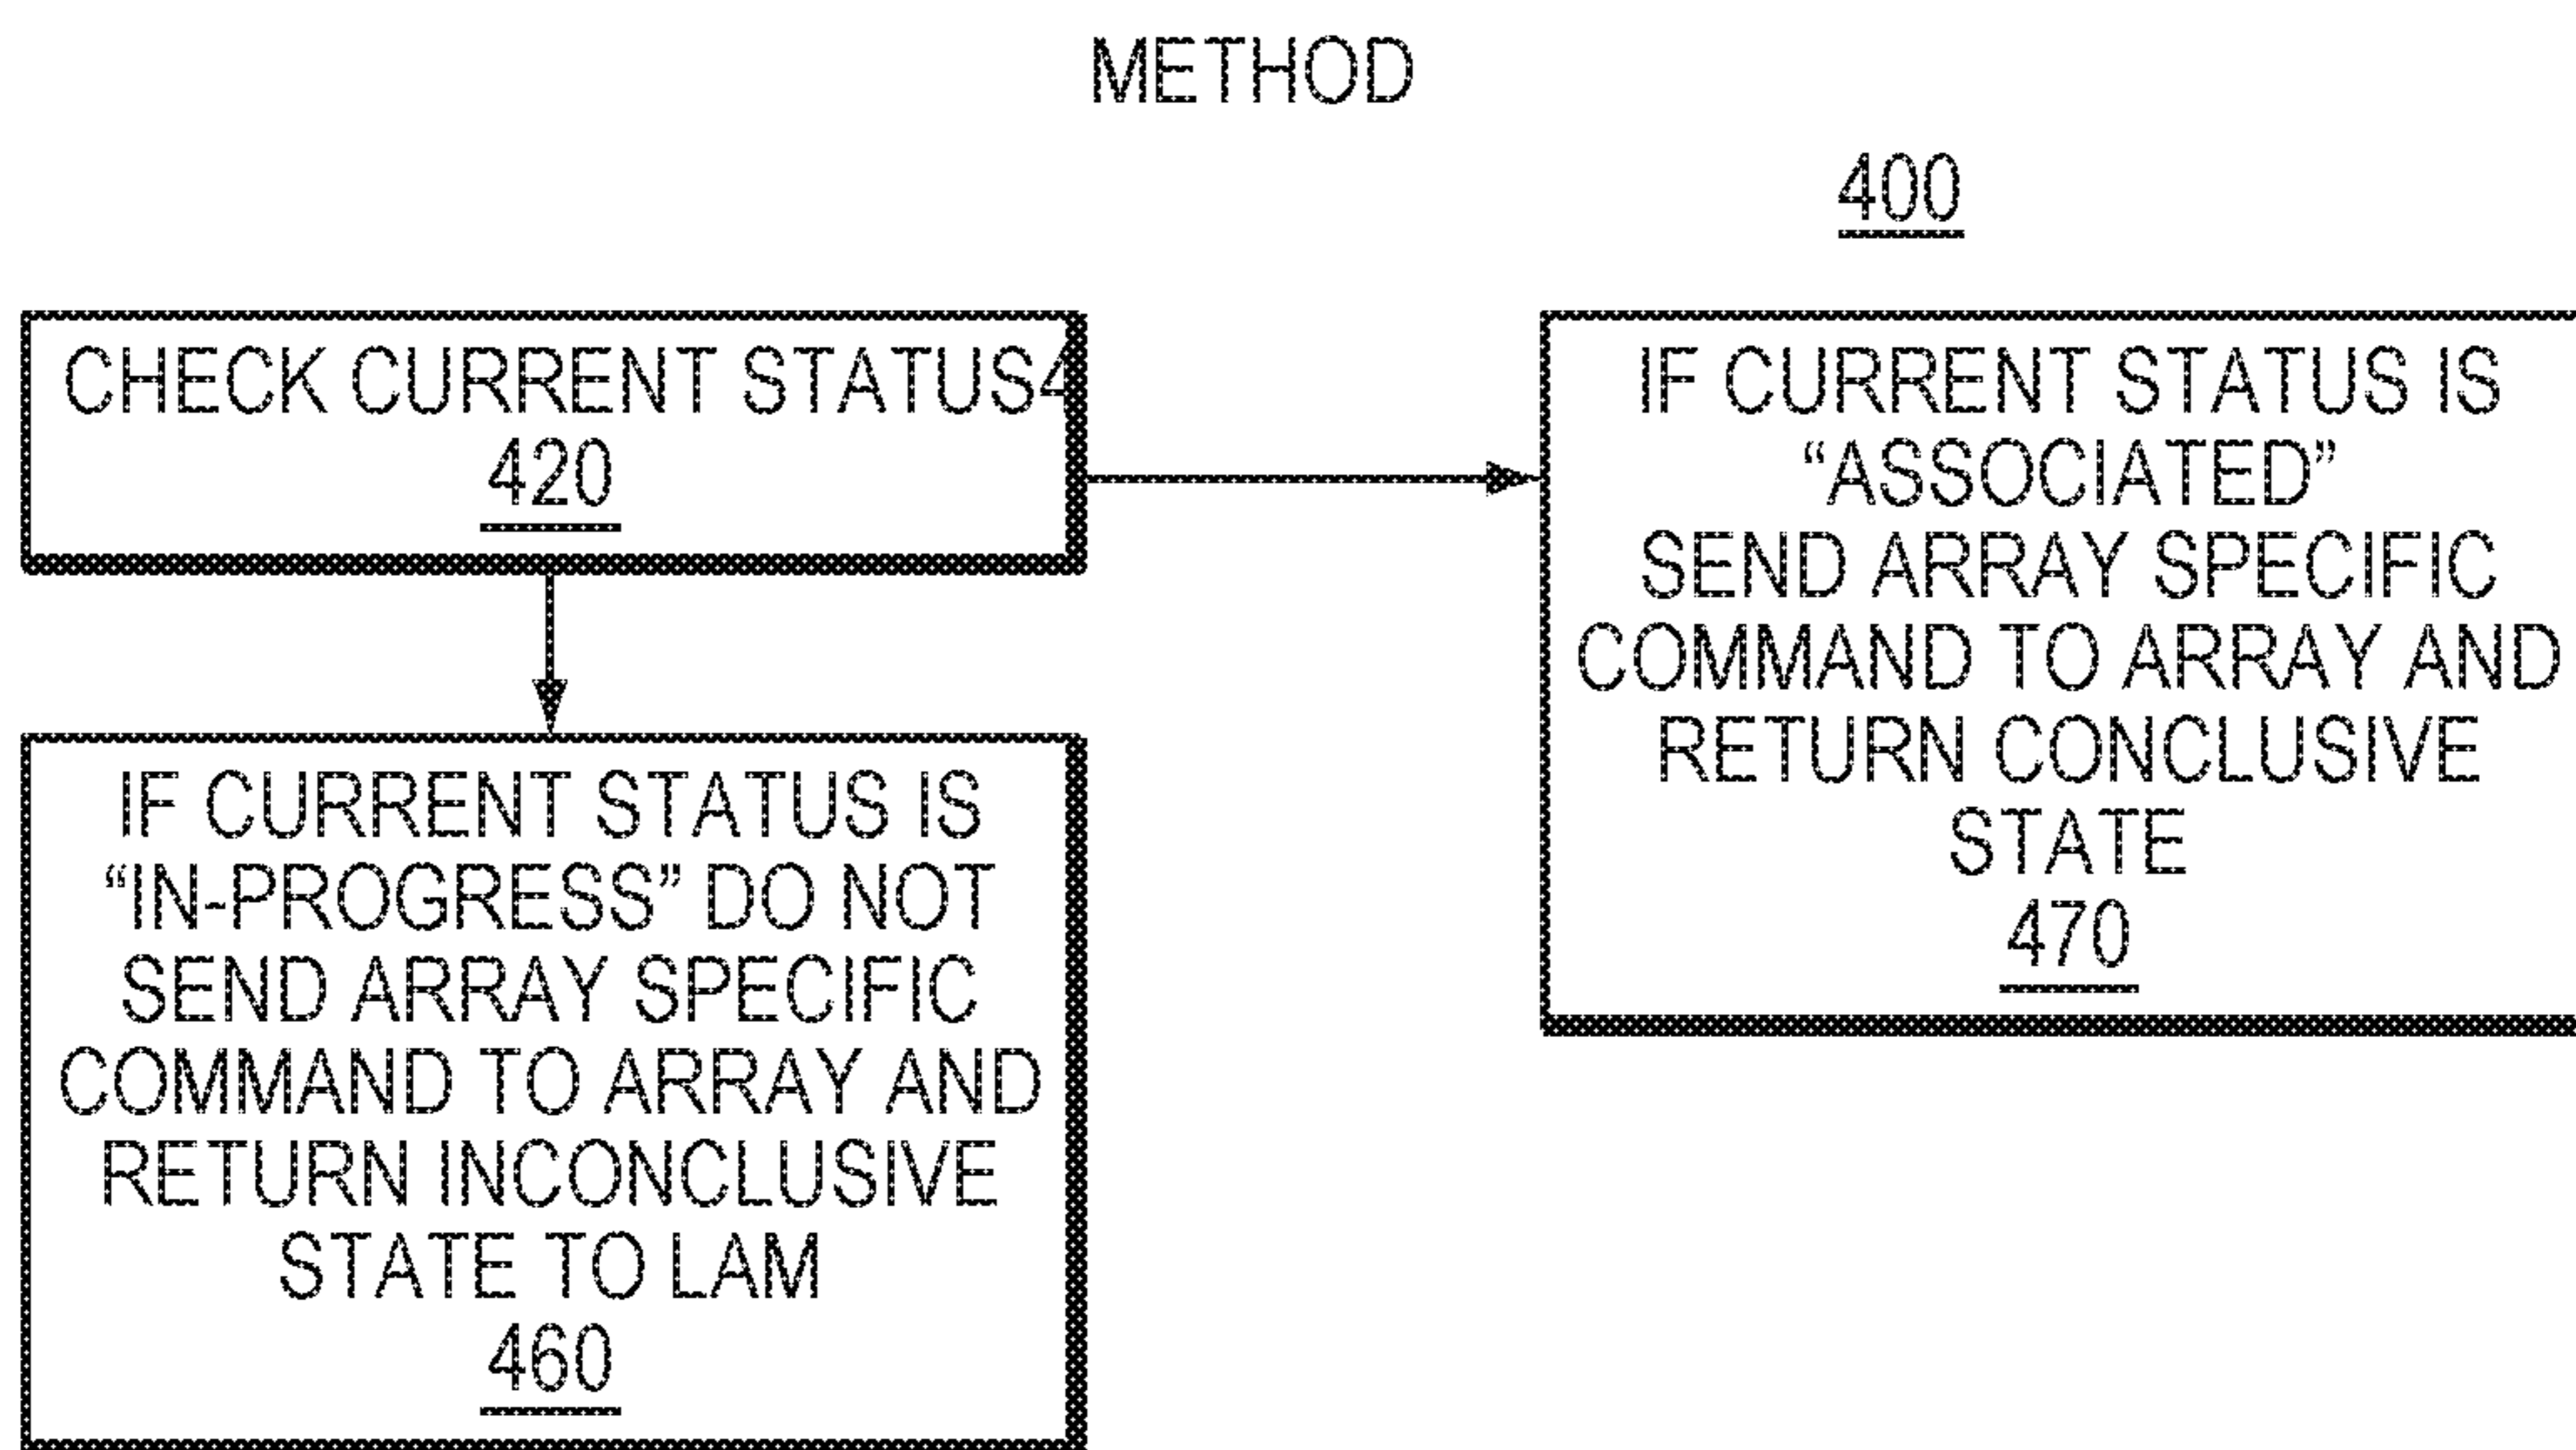 METHOD
400
CHECK CURRENT STATUS4
420
IF CURRENT STATUS IS
“IN-PROGRESS” DO NOT
SEND ARRAY SPECIFIC
COMMAND TO ARRAY AND
RETURN INCONCLUSIVE
STATE TO LAM
460
IF CURRENT STATUS IS
“ASSOCIATED”
SEND ARRAY SPECIFIC
COMMAND TO ARRAY AND
RETURN CONCLUSIVE
STATE
470